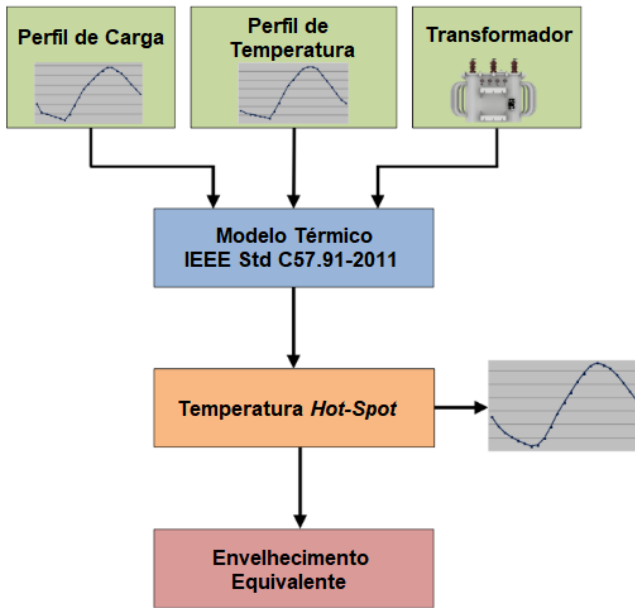 Perfil de Carga
Perfil de
Temperatura
Transformador
Modelo Térmico
IEEE Std C57.91-2011
Temperatura Hot-Spot
Envelhecimento
Equivalente